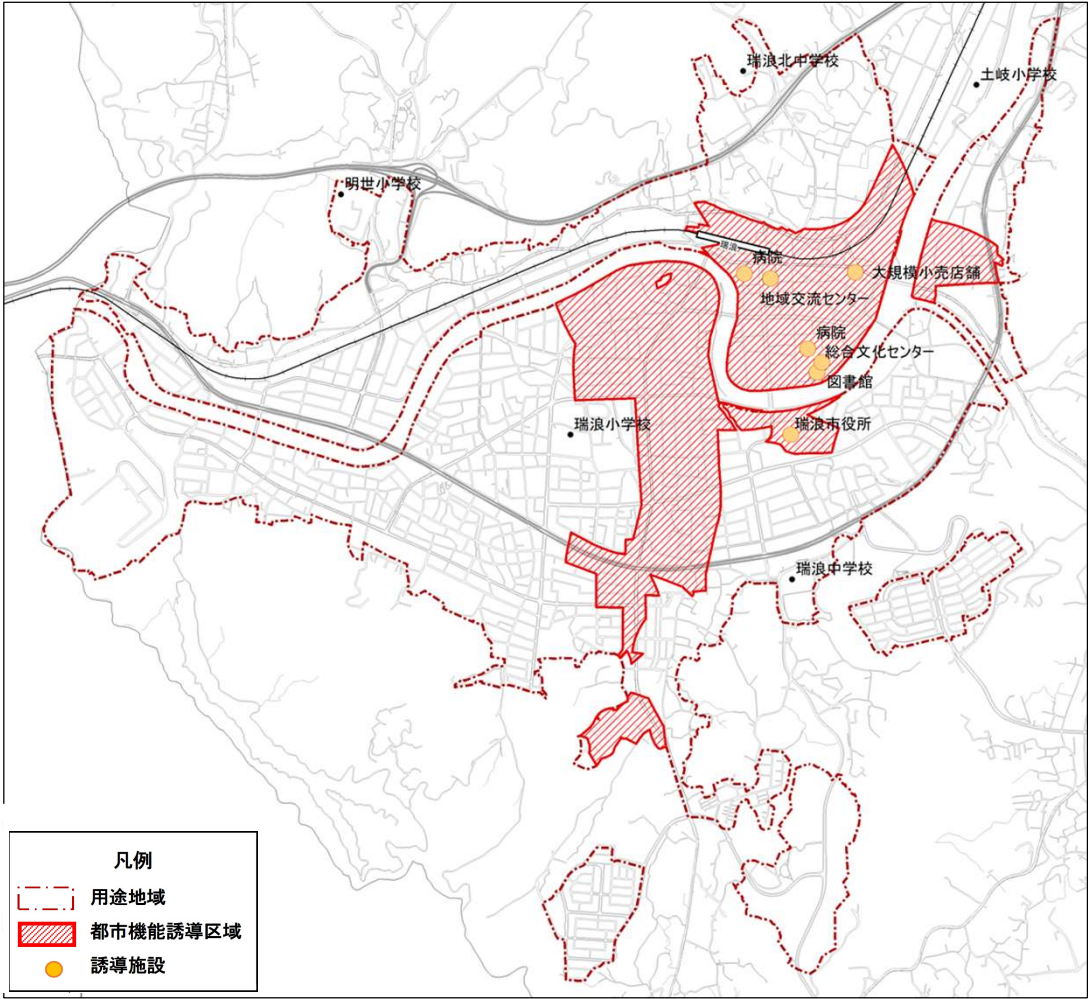 瑞浪北中学校
土岐小学校
明世小学校
瑞浪
病院
大規模小売店舗
地域交流センター
病院
総合文化センター
図書館
瑞浪小学校
瑞浪市役所
瑞浪中学校
凡例
用途地域
都市機能誘導区域
誘導施設